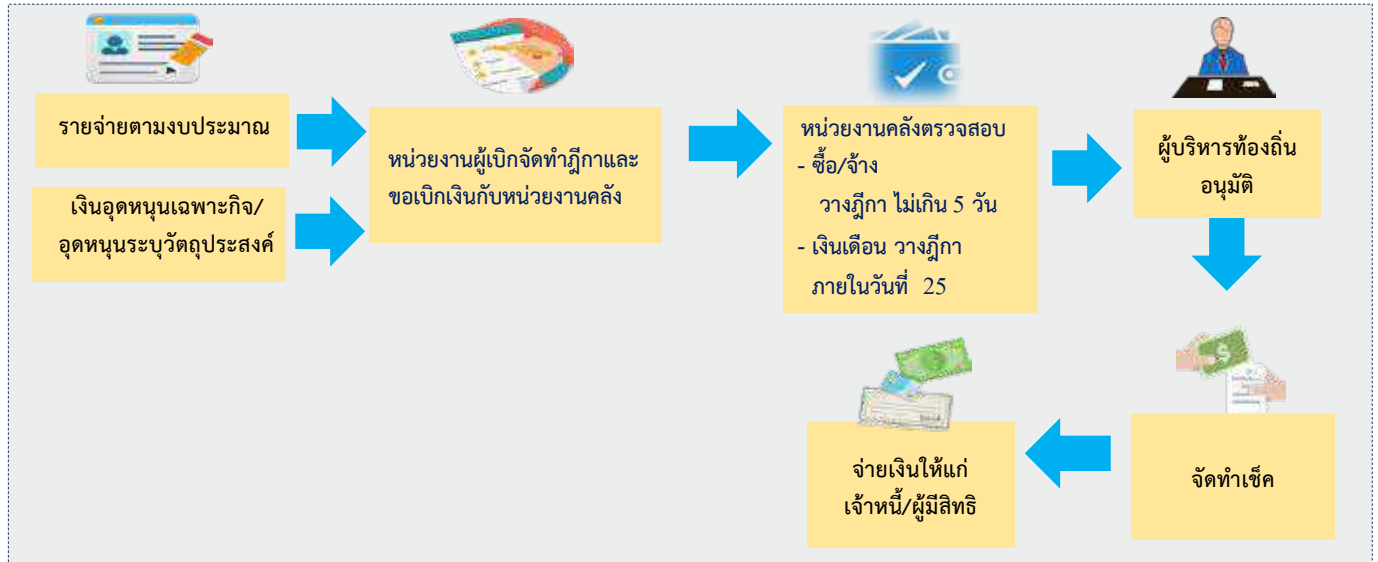 รายจ่ายตามงบประมาณ
เงินอุดหนุนเฉพาะกิจ/
อุดหนุนระบุวัตถุประสงค์
หน่วยงานผู้เบิกจัดทำฎีกาและ
ขอเบิกเงินกับหน่วยงานคลัง
หน่วยงานคลังตรวจสอบ
- ซื้อ/จ้าง
วางฎีกา ไม่เกิน 5 วัน
- เงินเดือน วางฎีกา
ภายในวันที่ 25
ผู้บริหารท้องถิ่น
อนุมัติ
จัดทำเช็ค
จ่ายเงินให้แก่
เจ้าหนี้/ผู้มีสิทธิ